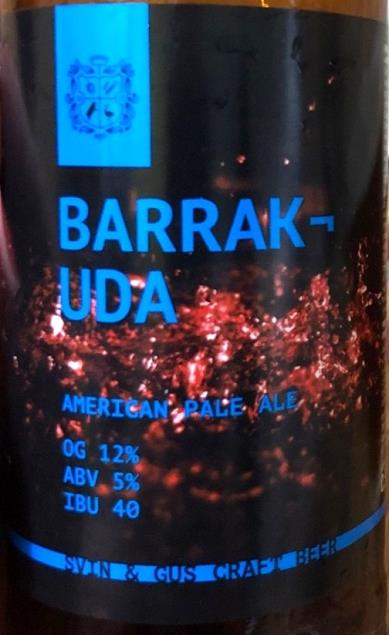 BARRAK¬
UDA
AMERICAN PALE ALE
OG 12%
ABV 5%
IBU 40
SVIN & GUS CRAFT BEER